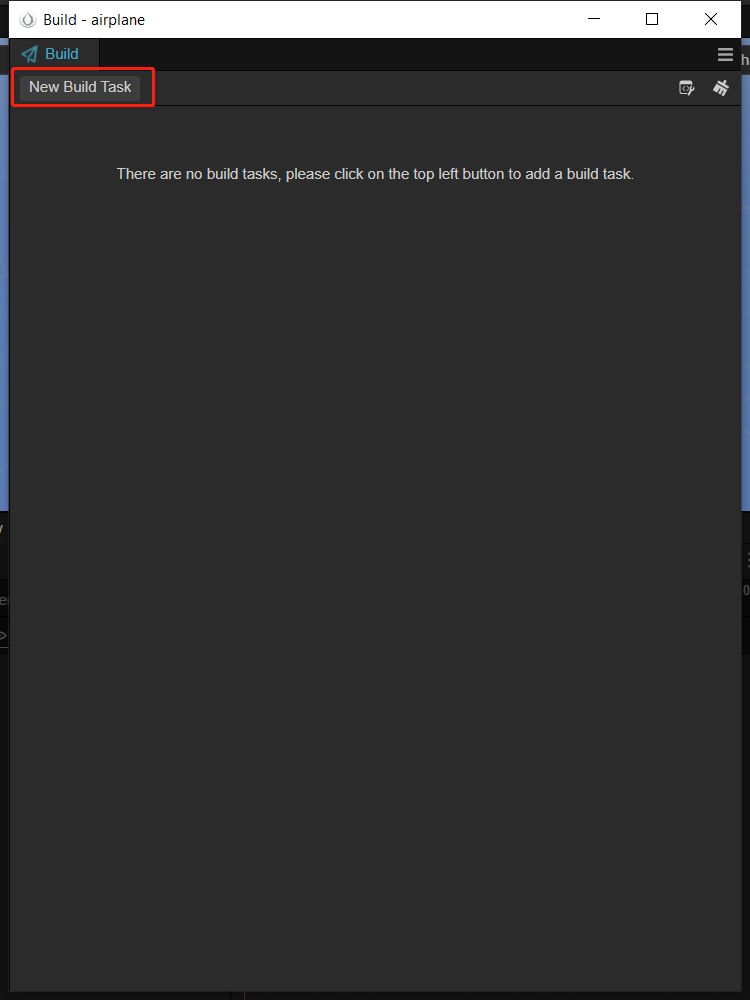 Build - airplane
Build
New Build Task
There are no build tasks, please click on the top left button to add a build task.